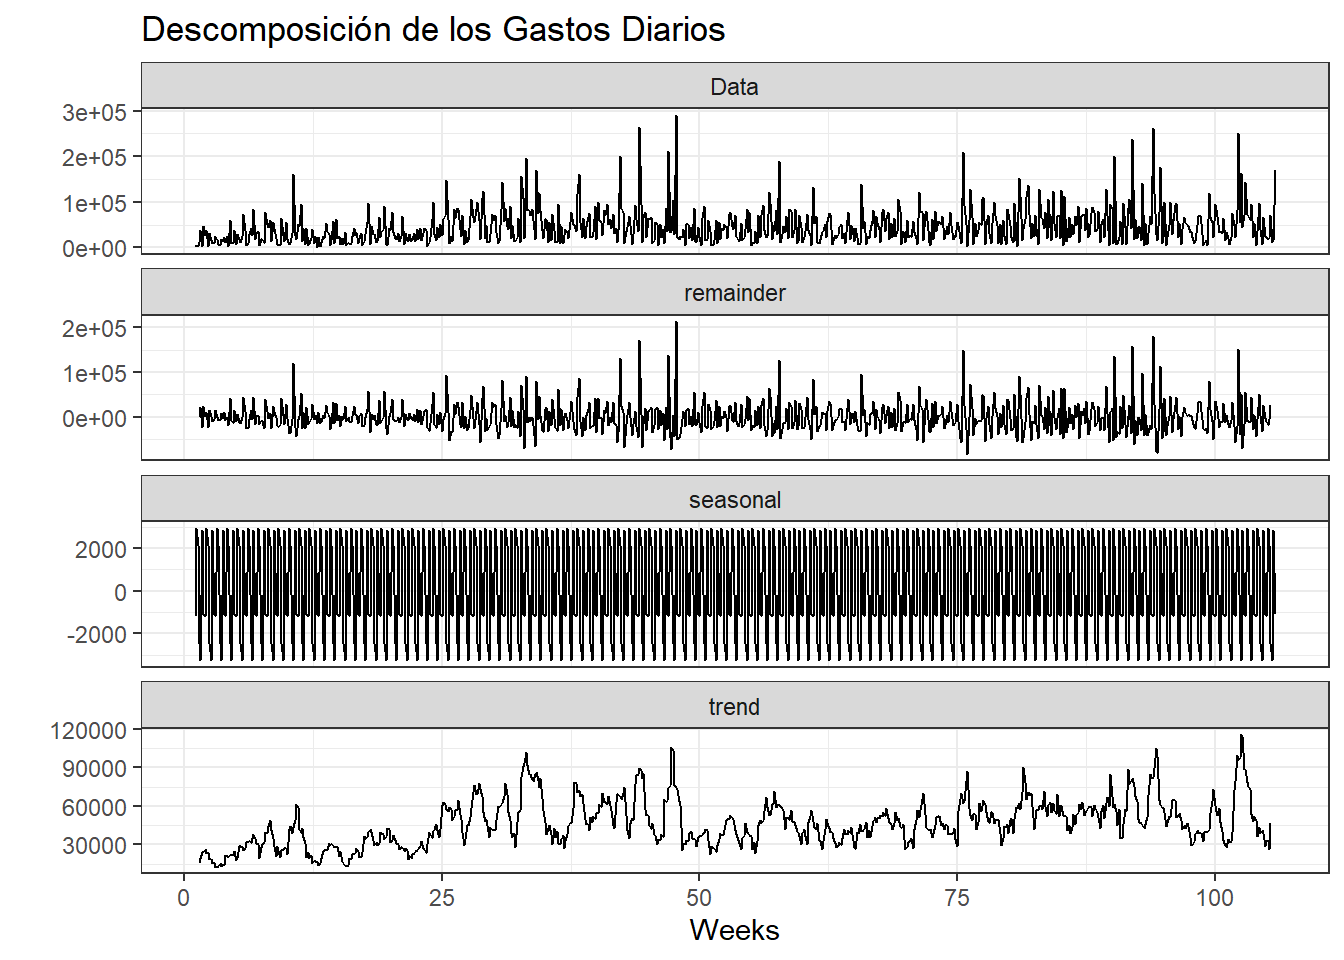 Descomposición de los Gastos Diarios
Data
3e+05
2e+05
1e+05
0e+00
remainder
2e+05
1e+05
0e+00
seasonal
2000
0
-2000
trend
120000
90000
60000
30000
0 25 50 75 100
Weeks